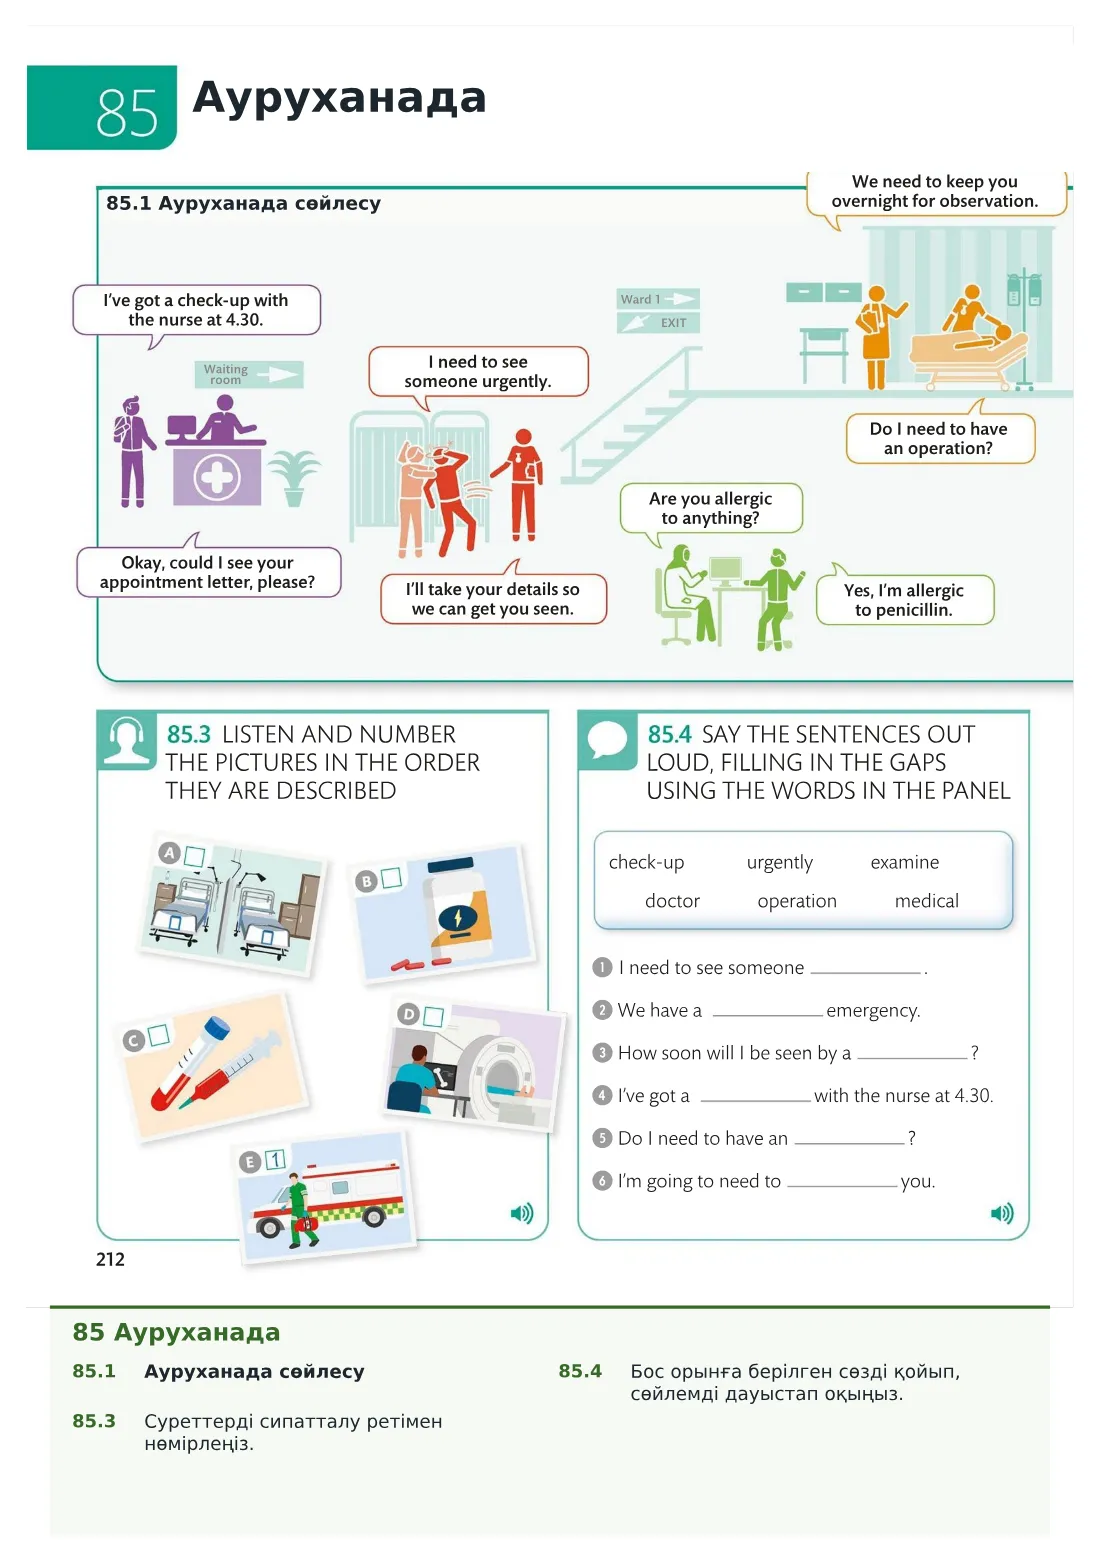 85
Ауруханада
85.1 Ауруханада сөйлесу
We need to keep you
overnight for observation.
I've got a check-up with
the nurse at 4.30.
Ward 1
EXIT
Waiting
room
I need to see
someone urgently.
Do I need to have
an operation?
Are you allergic
to anything?
Okay, could I see your
appointment letter, please?
I'll take your details so
we can get you seen.
Yes, I'm allergic
to penicillin.
85.3 LISTEN AND NUMBER
THE PICTURES IN THE ORDER
THEY ARE DESCRIBED
A
B
C
D
E 1
85.4 SAY THE SENTENCES OUT
LOUD, FILLING IN THE GAPS
USING THE WORDS IN THE PANEL
check-up urgently examine
doctor operation medical
1 I need to see someone ____________ .
2 We have a ____________ emergency.
3 How soon will I be seen by a ____________ ?
4 I've got a ____________ with the nurse at 4.30.
5 Do I need to have an ____________ ?
6 I'm going to need to ____________ you.
212
85 Ауруханада
85.1 Ауруханада сөйлесу
85.3 Суреттерді сипатталу ретімен
нөмірлеңіз.
85.4 Бос орынға берілген сөзді қойып,
сөйлемді дауыстап оқыңыз.